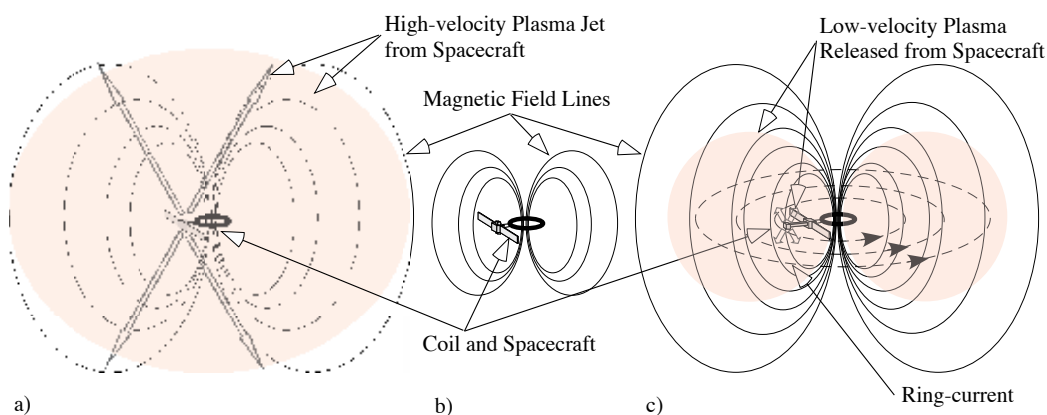 High-velocity Plasma Jet
from Spacecraft
Magnetic Field Lines
Low-velocity Plasma
Released from Spacecraft
Coil and Spacecraft
Ring-current
a)
b)
c)